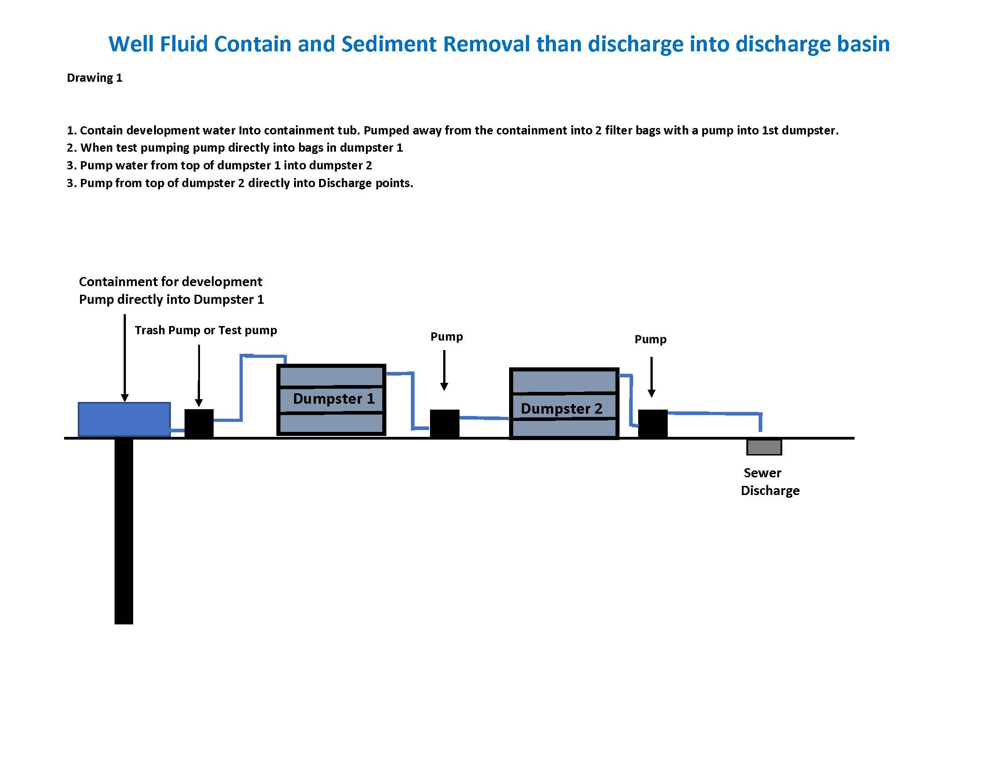 Well Fluid Contain and Sediment Removal than discharge into discharge basin
Drawing 1
1. Contain development water Into containment tub. Pumped away from the containment into 2 filter bags with a pump into 1st dumpster.
2. When test pumping pump directly into bags in dumpster 1
3. Pump water from top of dumpster 1 into dumpster 2
3. Pump from top of dumpster 2 directly into Discharge points.
Containment for development
Pump directly into Dumpster 1
Trash Pump or Test pump
Pump
Pump
Dumpster 1
Dumpster 2
Sewer
Discharge